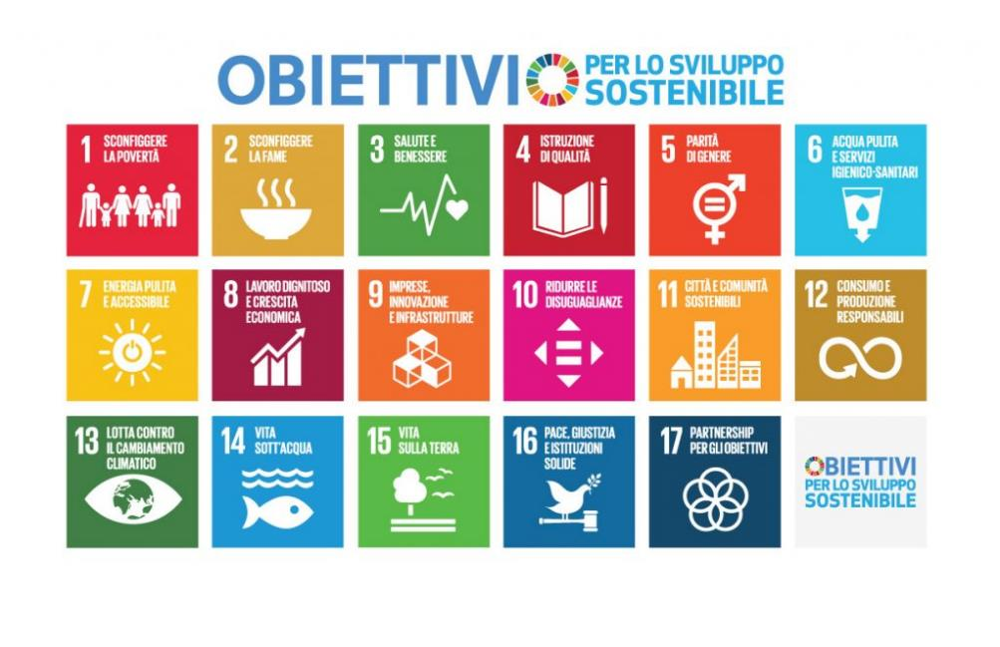 OBIETTIVI PER LO SVILUPPO
SOSTENIBILE
1 SCONFIGGERE
LA POVERTÀ
2 SCONFIGGERE
LA FAME
3 SALUTE E
BENESSERE
4 ISTRUZIONE
DI QUALITÀ
5 PARITÀ
DI GENERE
6 ACQUA PULITA
E SERVIZI
IGIENICO-SANITARI
7 ENERGIA PULITA
E ACCESSIBILE
8 LAVORO DIGNITOSO
E CRESCITA
ECONOMICA
9 IMPRESE,
INNOVAZIONE
E INFRASTRUTTURE
10 RIDURRE LE
DISUGUAGLIANZE
11 CITTÀ E COMUNITÀ
SOSTENIBILI
12 CONSUMO E
PRODUZIONE
RESPONSABILI
13 LOTTA CONTRO
IL CAMBIAMENTO
CLIMATICO
14 VITA
SOTT'ACQUA
15 VITA
SULLA TERRA
16 PACE, GIUSTIZIA
E ISTITUZIONI
SOLIDE
17 PARTNERSHIP
PER GLI OBIETTIVI
OBIETTIVI
PER LO SVILUPPO
SOSTENIBILE